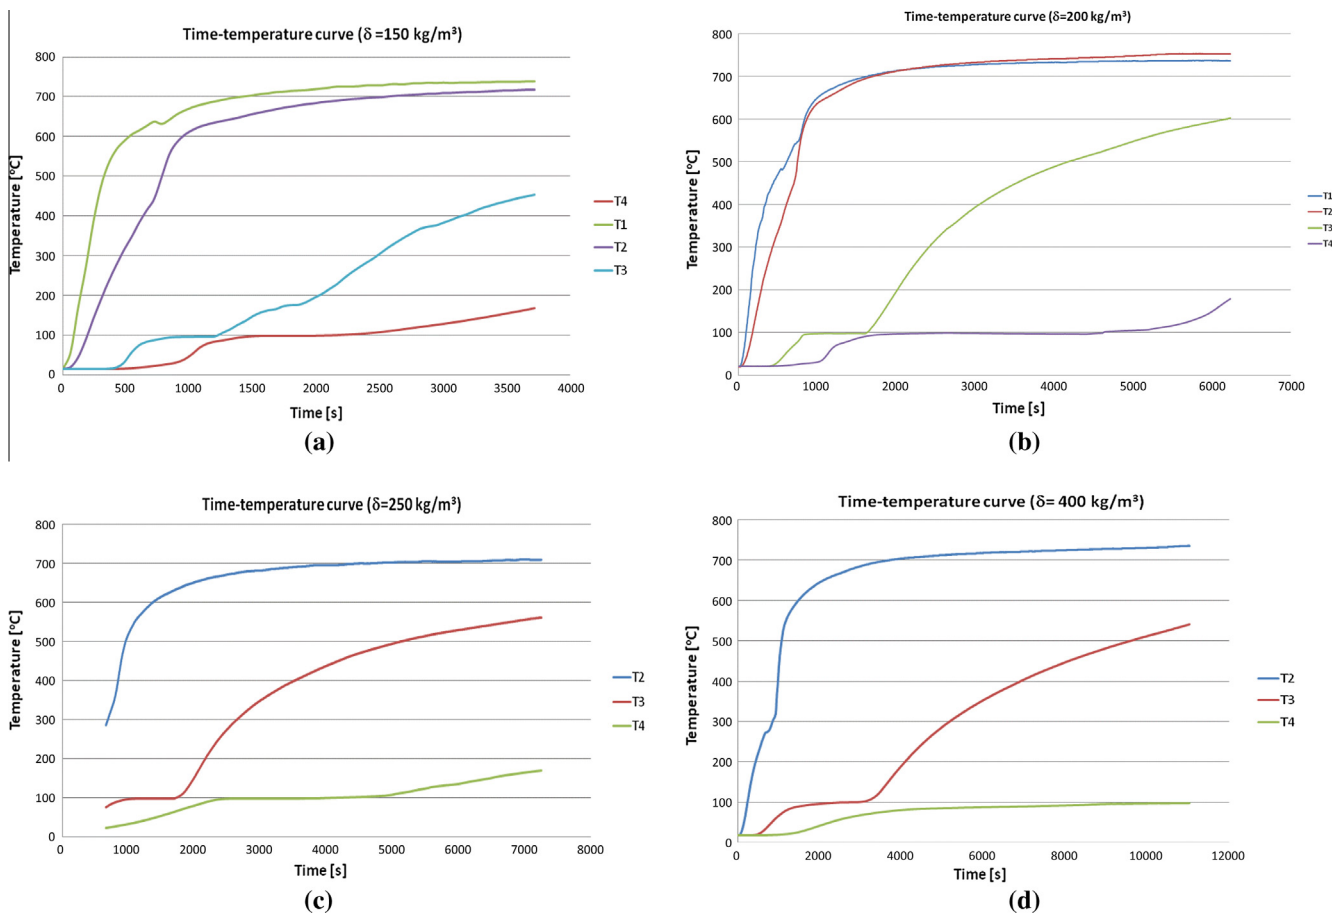 Time-temperature curve (δ =150 kg/m³)
Temperature [°C]
800
700
600
500
400
300
200
100
0
0 500 1000 1500 2000 2500 3000 3500 4000
Time [s]
T4
T1
T2
T3
(a)
Time-temperature curve (δ=200 kg/m³)
Temperature [°C]
800
700
600
500
400
300
200
100
0
0 1000 2000 3000 4000 5000 6000 7000
Time [s]
T1
T2
T3
T4
(b)
Time-temperature curve (δ=250 kg/m³)
Temperature [°C]
800
700
600
500
400
300
200
100
0
0 1000 2000 3000 4000 5000 6000 7000 8000
Time [s]
T2
T3
T4
(c)
Time-temperature curve (δ= 400 kg/m³)
Temperature [°C]
800
700
600
500
400
300
200
100
0
0 2000 4000 6000 8000 10000 12000
Time [s]
T2
T3
T4
(d)